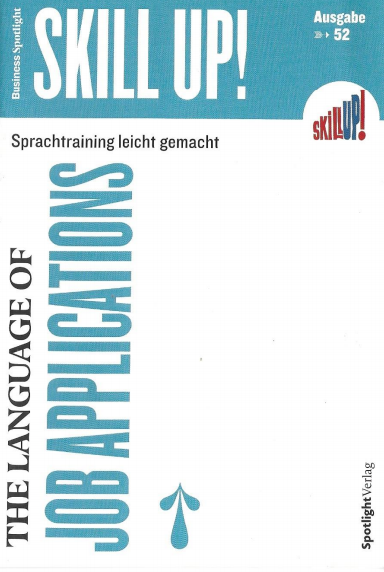 Business Spotlight
SKILL UP!
Ausgabe
52
SKILL UP!
Sprachtraining leicht gemacht
THE LANGUAGE OF
JOB APPLICATIONS
Spotlight Verlag